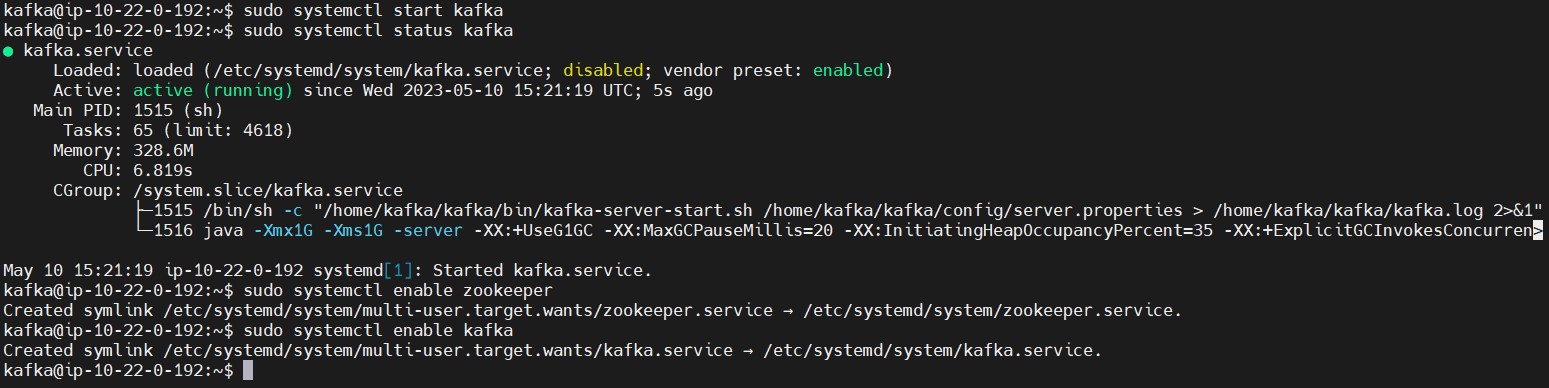 kafka@ip-10-22-0-192:~$ sudo systemctl start kafka
kafka@ip-10-22-0-192:~$ sudo systemctl status kafka
● kafka.service
     Loaded: loaded (/etc/systemd/system/kafka.service; disabled; vendor preset: enabled)
     Active: active (running) since Wed 2023-05-10 15:21:19 UTC; 5s ago
   Main PID: 1515 (sh)
      Tasks: 65 (limit: 4618)
     Memory: 328.6M
        CPU: 6.819s
     CGroup: /system.slice/kafka.service
             ├─1515 /bin/sh -c "/home/kafka/kafka/bin/kafka-server-start.sh /home/kafka/kafka/config/server.properties > /home/kafka/kafka/kafka.log 2>&1"
             └─1516 java -Xmx1G -Xms1G -server -XX:+UseG1GC -XX:MaxGCPauseMillis=20 -XX:InitiatingHeapOccupancyPercent=35 -XX:+ExplicitGCInvokesConcurren>

May 10 15:21:19 ip-10-22-0-192 systemd[1]: Started kafka.service.
kafka@ip-10-22-0-192:~$ sudo systemctl enable zookeeper
Created symlink /etc/systemd/system/multi-user.target.wants/zookeeper.service → /etc/systemd/system/zookeeper.service.
kafka@ip-10-22-0-192:~$ sudo systemctl enable kafka
Created symlink /etc/systemd/system/multi-user.target.wants/kafka.service → /etc/systemd/system/kafka.service.
kafka@ip-10-22-0-192:~$